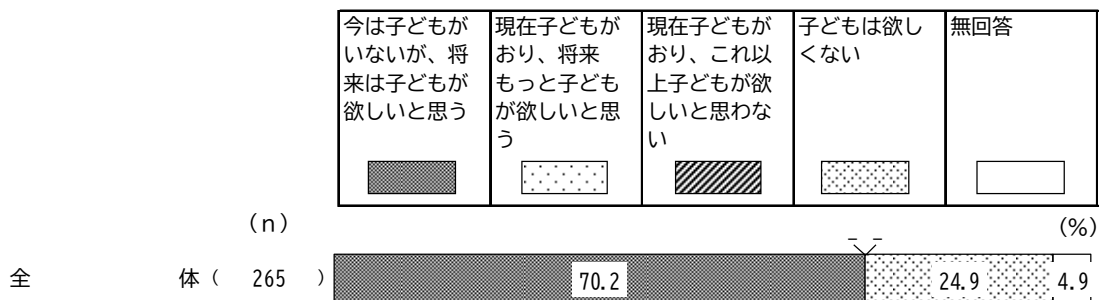 今は子どもが
いないが、将
来は子どもが
欲しいと思う
現在子どもが
おり、将来
もっと子ども
が欲しいと思
う
現在子どもが
おり、これ以
上子どもが欲
しいと思わな
い
子どもは欲し
くない
無回答
(n)
(%)
- -
全 体 ( 265 ) 70.2 24.9 4.9